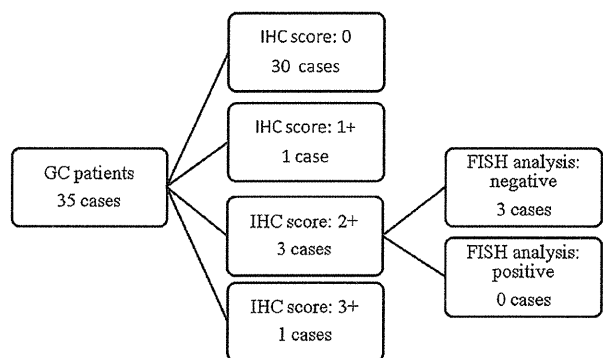 GC patients
35 cases
IHC score: 0
30 cases
IHC score: 1+
1 case
IHC score: 2+
3 cases
IHC score: 3+
1 cases
FISH analysis:
negative
3 cases
FISH analysis:
positive
0 cases